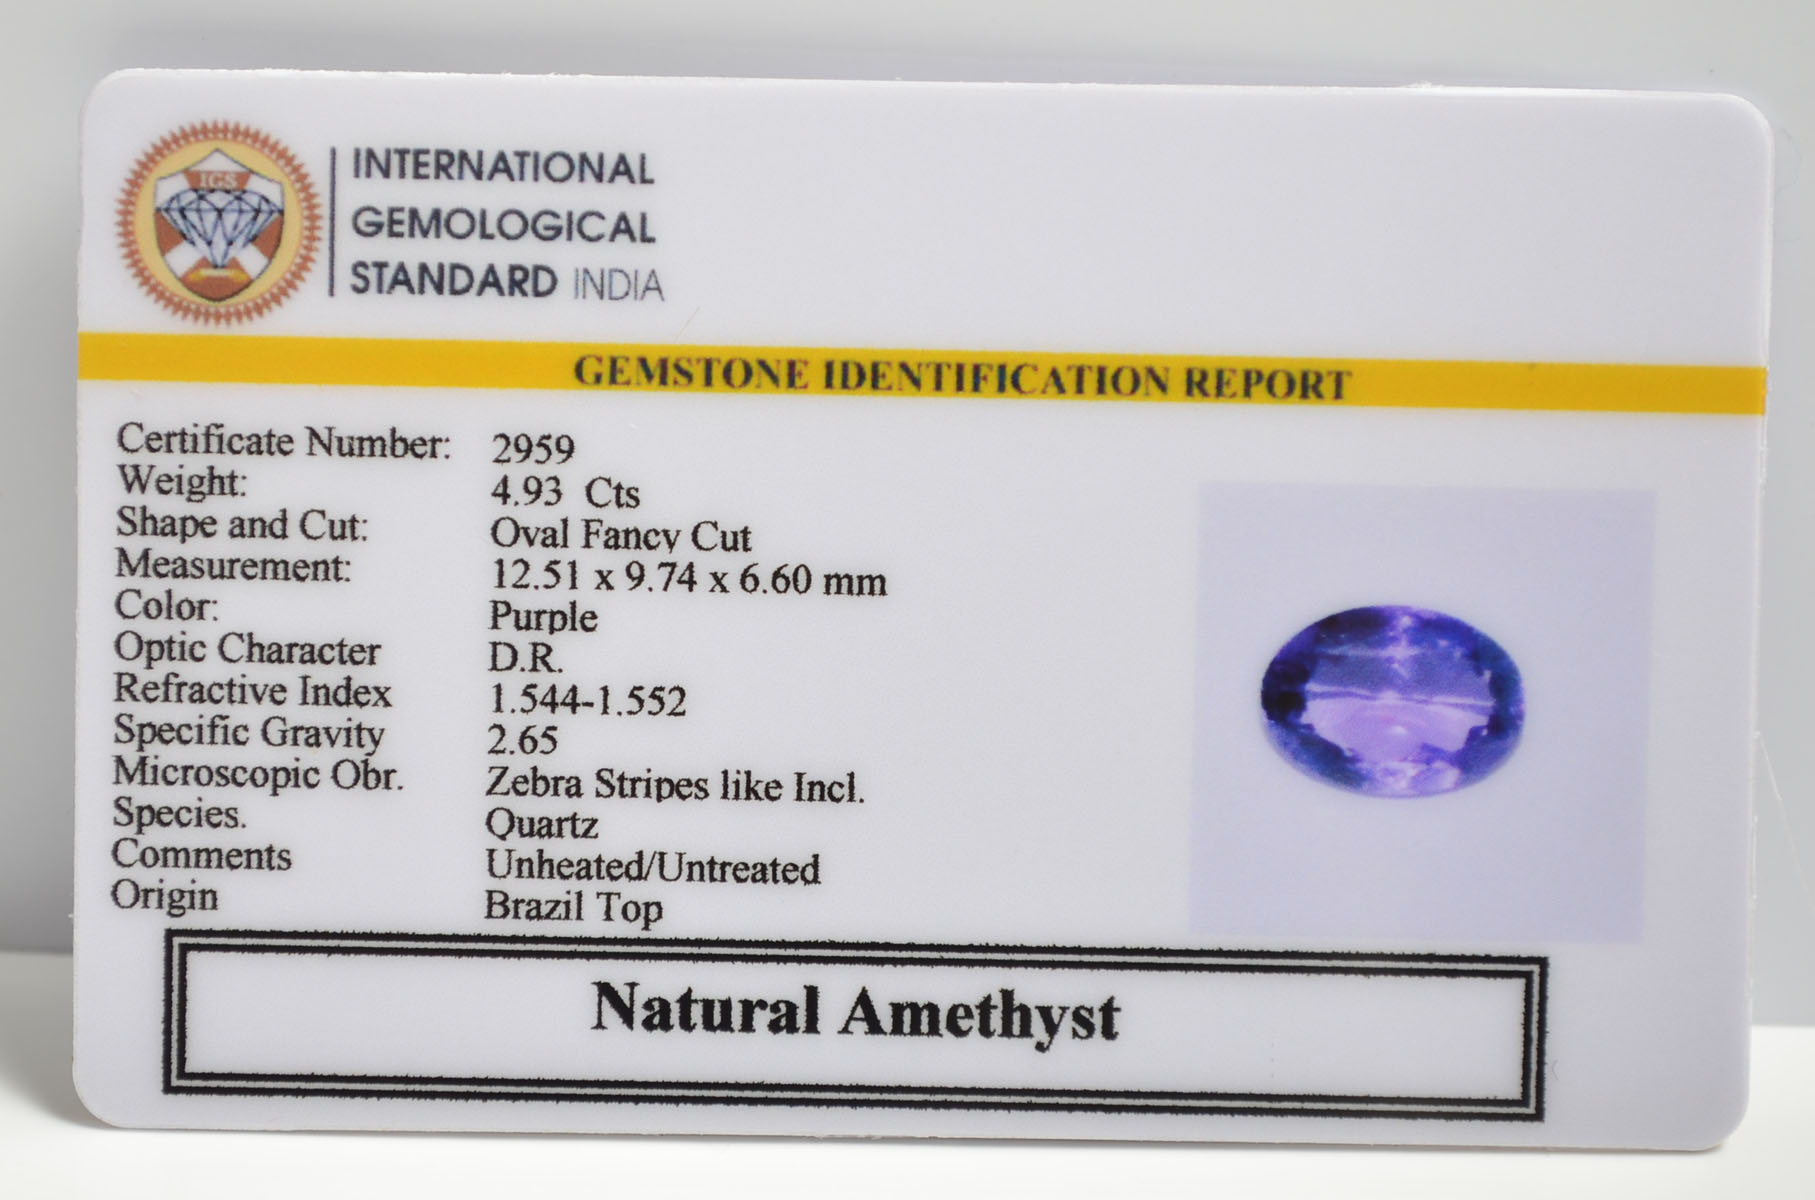 IGS
INTERNATIONAL
GEMOLOGICAL
STANDARD INDIA
GEMSTONE IDENTIFICATION REPORT
Certificate Number: 2959
Weight: 4.93 Cts
Shape and Cut: Oval Fancy Cut
Measurement: 12.51 x 9.74 x 6.60 mm
Color: Purple
Optic Character D.R.
Refractive Index 1.544-1.552
Specific Gravity 2.65
Microscopic Obr. Zebra Stripes like Incl.
Species. Quartz
Comments Unheated/Untreated
Origin Brazil Top
Natural Amethyst